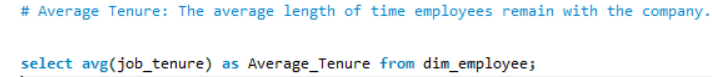 # Average Tenure: The average length of time employees remain with the company.
select avg(job_tenure) as Average_Tenure from dim_employee;